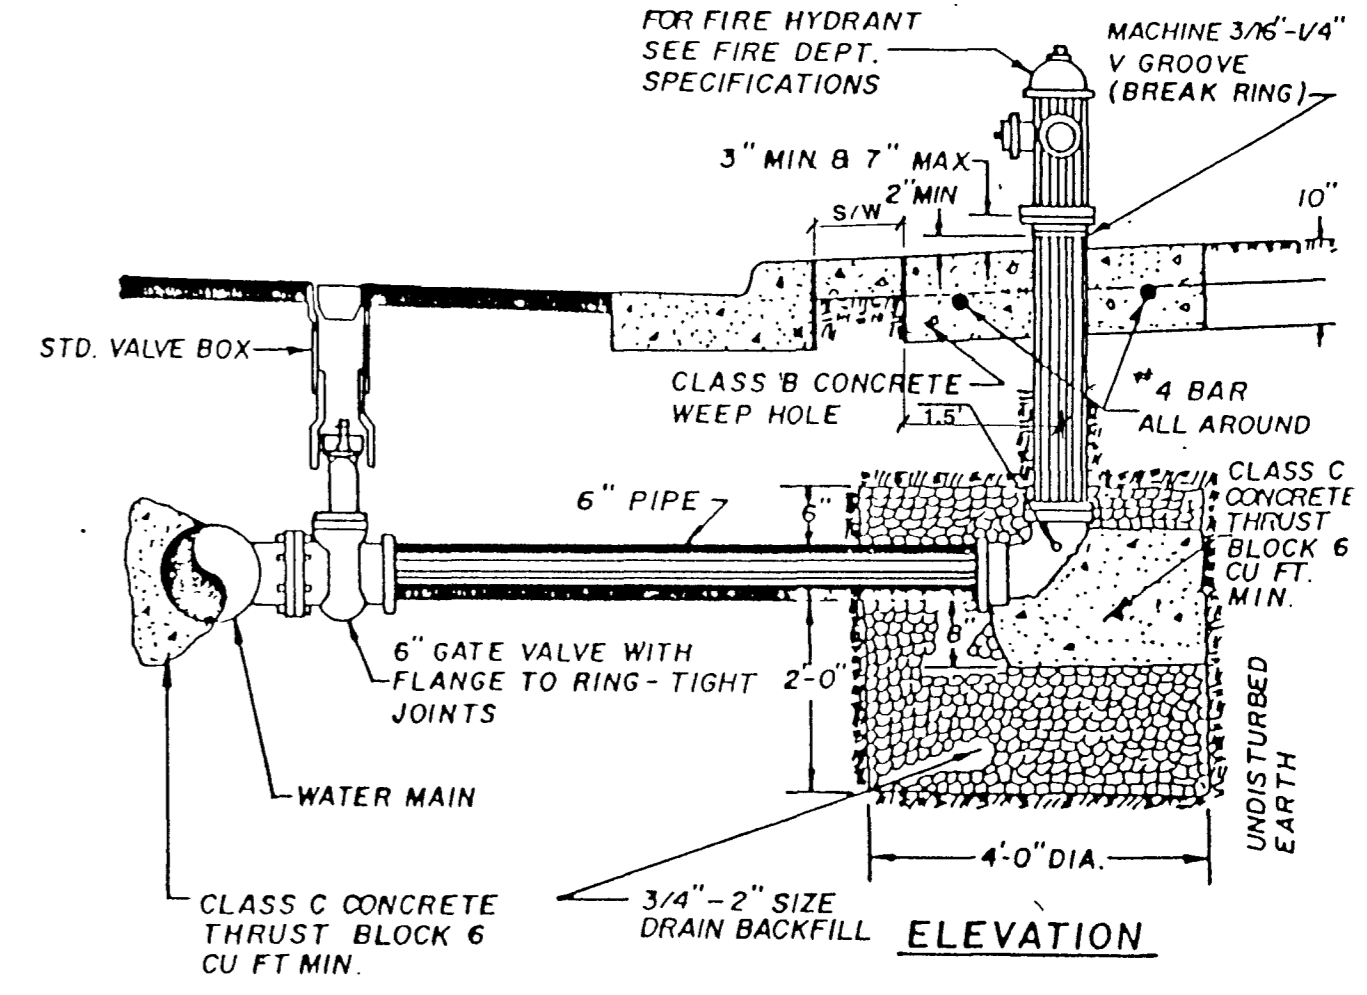 FOR FIRE HYDRANT
SEE FIRE DEPT.
SPECIFICATIONS
MACHINE 3/16"-1/4"
V GROOVE
(BREAK RING)
3" MIN. & 7" MAX
2" MIN
S/W
10"
STD. VALVE BOX
CLASS 'B CONCRETE
WEEP HOLE
1.5'
#4 BAR
ALL AROUND
6" PIPE
6"
CLASS C
CONCRETE
THRUST
BLOCK 6
CU FT.
MIN.
8"
6" GATE VALVE WITH
FLANGE TO RING-TIGHT
JOINTS
2'-0"
WATER MAIN
UNDISTURBED
EARTH
4'-0" DIA.
CLASS C CONCRETE
THRUST BLOCK 6
CU FT MIN.
3/4"-2" SIZE
DRAIN BACKFILL
ELEVATION